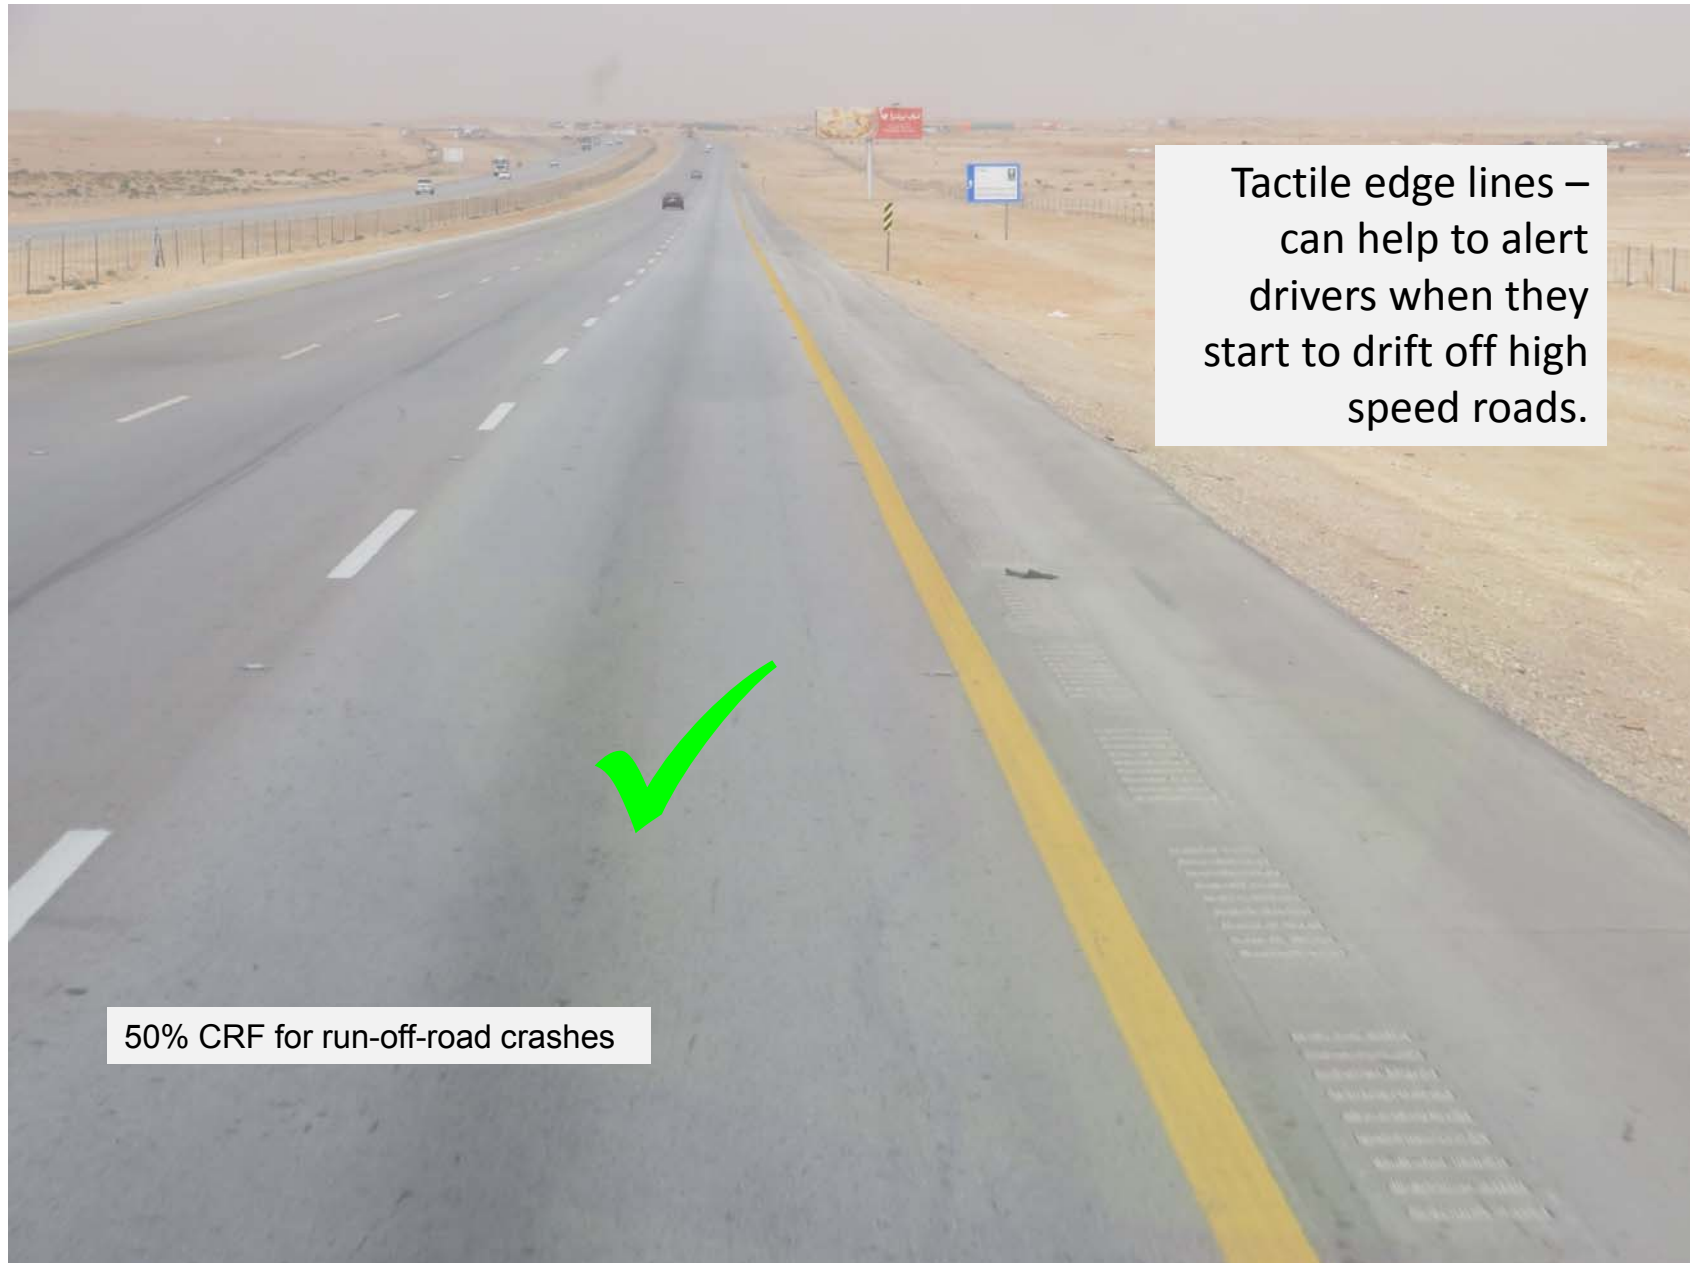 Tactile edge lines –
can help to alert
drivers when they
start to drift off high
speed roads.
50% CRF for run-off-road crashes